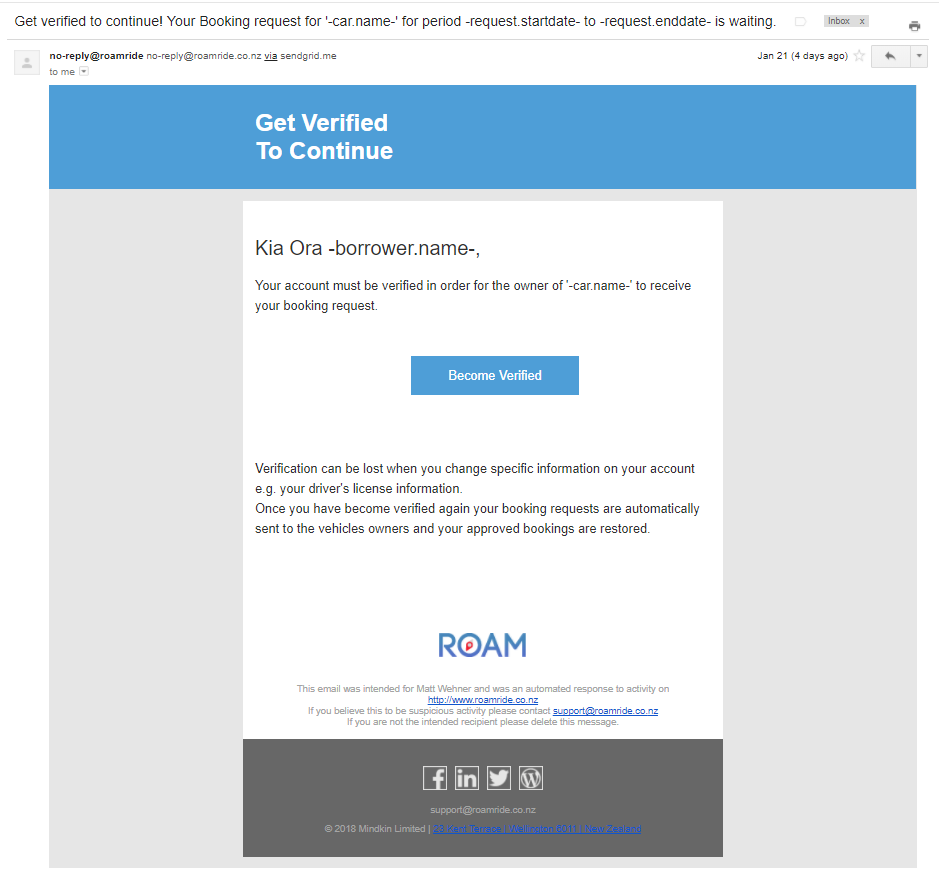 Get verified to continue! Your Booking request for '-car.name-' for period -request.startdate- to -request.enddate- is waiting.
Inbox x
no-reply@roamride no-reply@roamride.co.nz via sendgrid.me
Jan 21 (4 days ago)
to me
Get Verified
To Continue
Kia Ora -borrower.name-,
Your account must be verified in order for the owner of '-car.name-' to receive
your booking request.
Become Verified
Verification can be lost when you change specific information on your account
e.g. your driver's license information.
Once you have become verified again your booking requests are automatically
sent to the vehicles owners and your approved bookings are restored.
ROAM
This email was intended for Matt Wehner and was an automated response to activity on
http://www.roamride.co.nz
If you believe this to be suspicious activity please contact support@roamride.co.nz
If you are not the intended recipient please delete this message.
support@roamride.co.nz
© 2018 Mindkin Limited | 23 Kent Terrace | Wellington 6011 | New Zealand